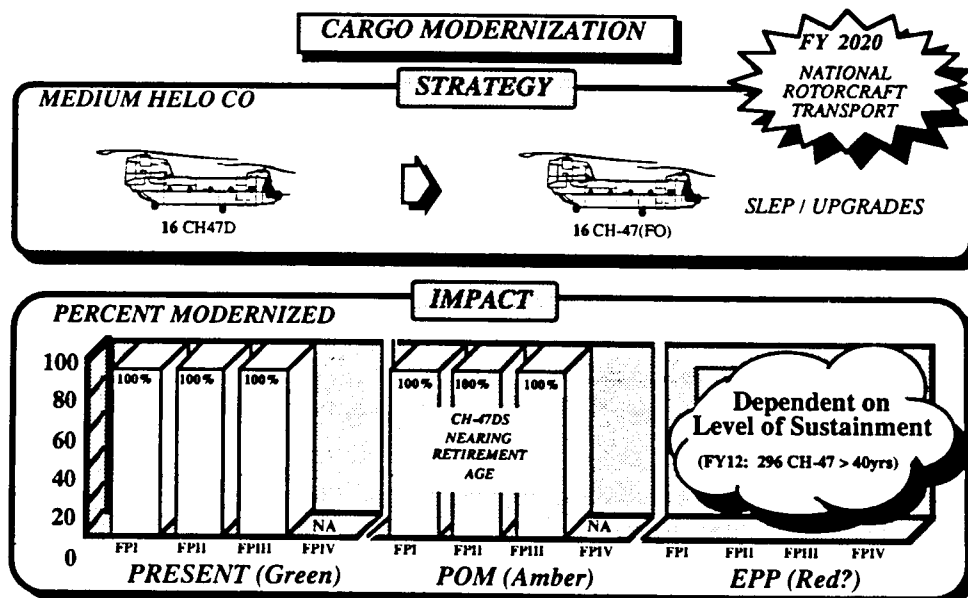 CARGO MODERNIZATION
FY 2020
NATIONAL
ROTORCRAFT
TRANSPORT
STRATEGY
MEDIUM HELO CO
16 CH47D
16 CH-47(FO)
SLEP / UPGRADES
IMPACT
PERCENT MODERNIZED
100
80
60
40
20
0
100%
100%
100%
NA
FPI
FPII
FPIII
FPIV
PRESENT (Green)
100%
100%
100%
CH-47DS
NEARING
RETIREMENT
AGE
NA
FPI
FPII
FPIII
FPIV
POM (Amber)
Dependent on
Level of Sustainment
(FY12: 296 CH-47 > 40yrs)
FPI
FPII
FPIII
FPIV
EPP (Red?)